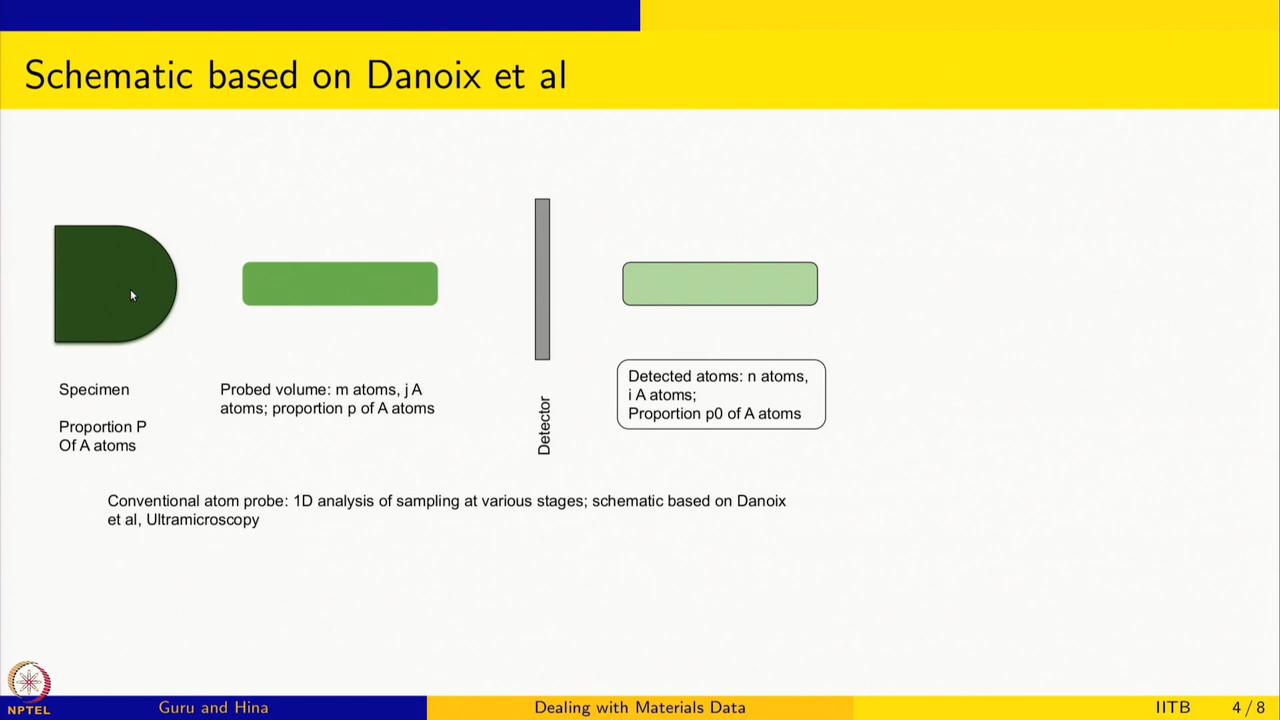 Schematic based on Danoix et al
Specimen
Proportion P
Of A atoms
Probed volume: m atoms, j A
atoms; proportion p of A atoms
Detector
Detected atoms: n atoms,
i A atoms;
Proportion p0 of A atoms
Conventional atom probe: 1D analysis of sampling at various stages; schematic based on Danoix
et al, Ultramicroscopy
NPTEL
Guru and Hina
Dealing with Materials Data
IITB
4 / 8